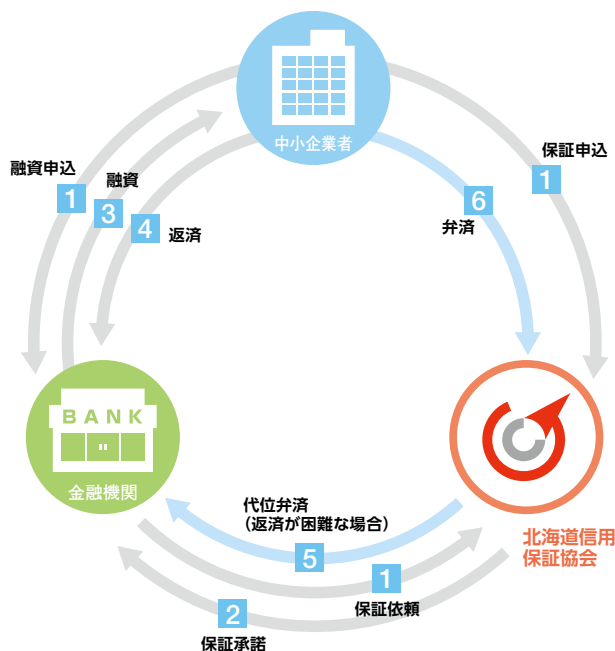 中小企業者
保証申込
1
融資申込
1
融資
3
4
返済
6
弁済
BANK
金融機関
代位弁済
（返済が困難な場合）
5
北海道信用
保証協会
1
保証依頼
2
保証承諾